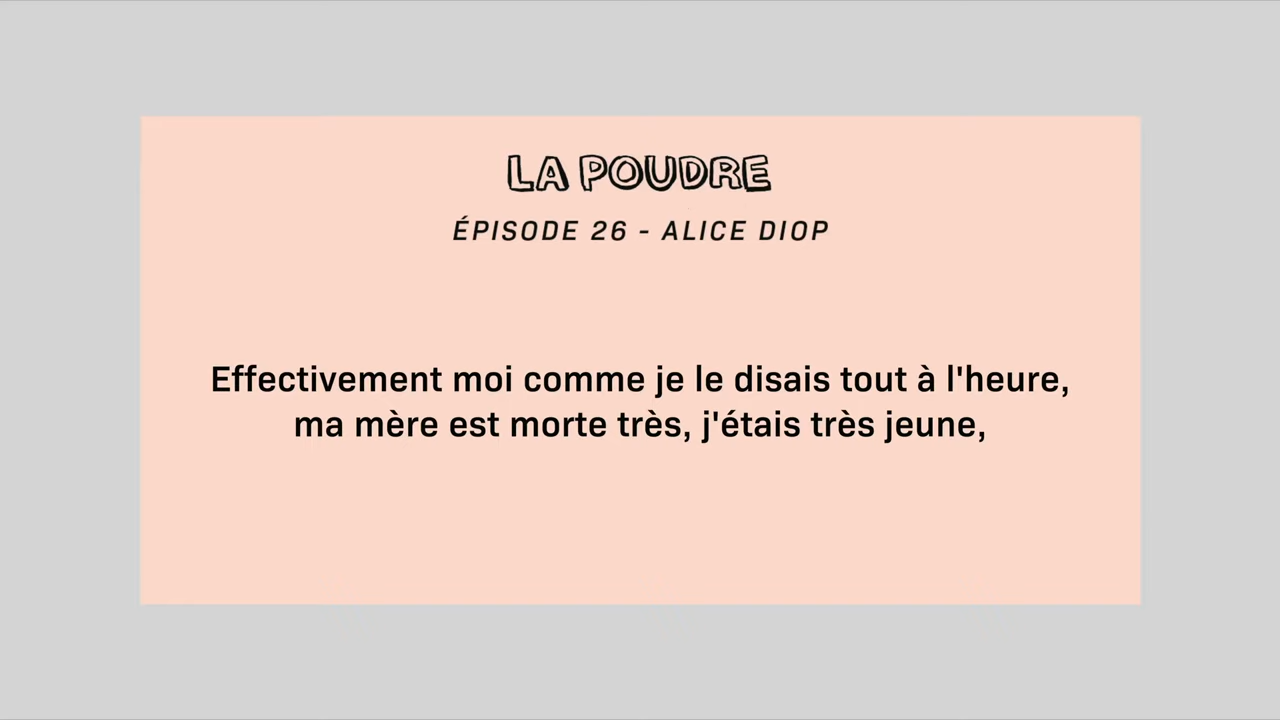 LA POUDRE
ÉPISODE 26 - ALICE DIOP
Effectivement moi comme je le disais tout à l'heure,
ma mère est morte très, j'étais très jeune,